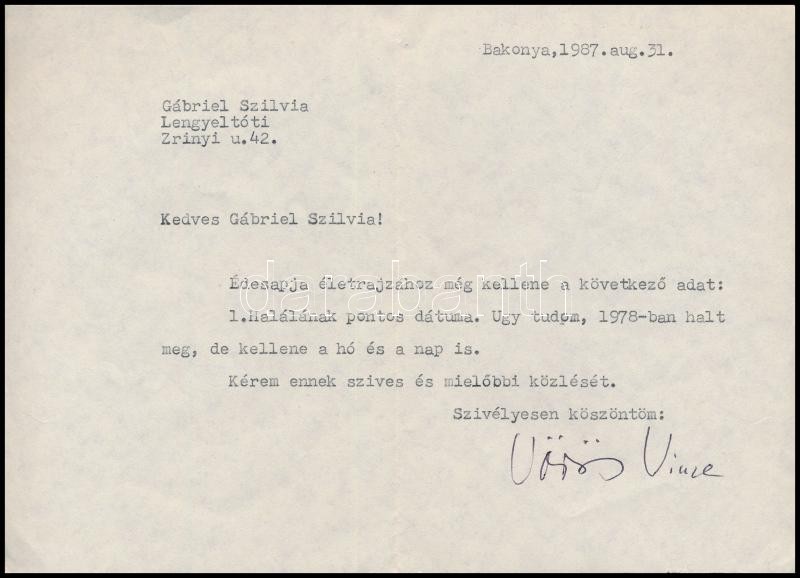 Bakonya,1987.aug.31.
Gábriel Szilvia
Lengyeltóti
Zrinyi u.42.
Kedves Gábriel Szilvia!
Édesapja életrajzához még kellene a következő adat:
darabanth
1.Halálának pontos dátuma. Ugy tudom, 1978-ban halt
meg, de kellene a hó és a nap is.
Kérem ennek szives és mielőbbi közlését.
Szivélyesen köszöntöm:
Vörös Vince